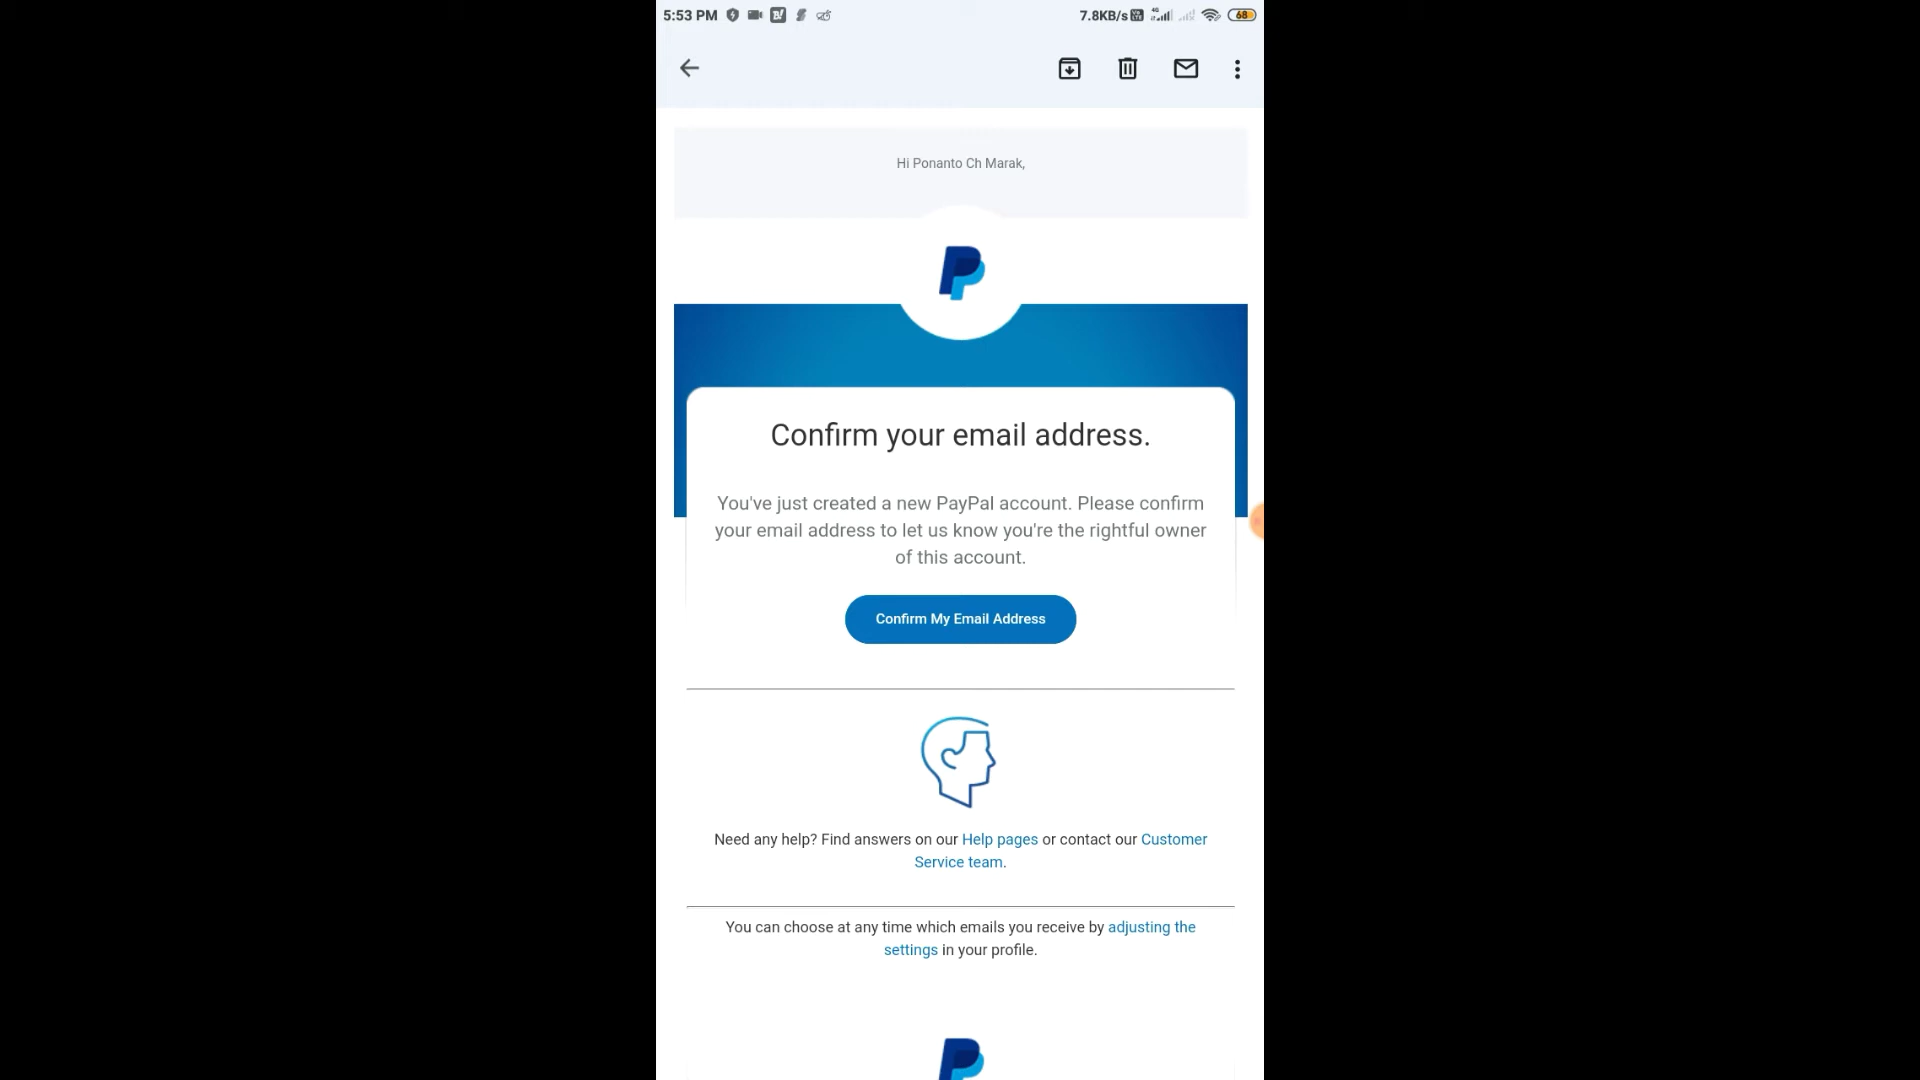 5:53 PM
7.8KB/s
4G
68
Hi Ponanto Ch Marak,
Confirm your email address.
You've just created a new PayPal account. Please confirm
your email address to let us know you're the rightful owner
of this account.
Confirm My Email Address
Need any help? Find answers on our Help pages or contact our Customer
Service team.
You can choose at any time which emails you receive by adjusting the
settings in your profile.